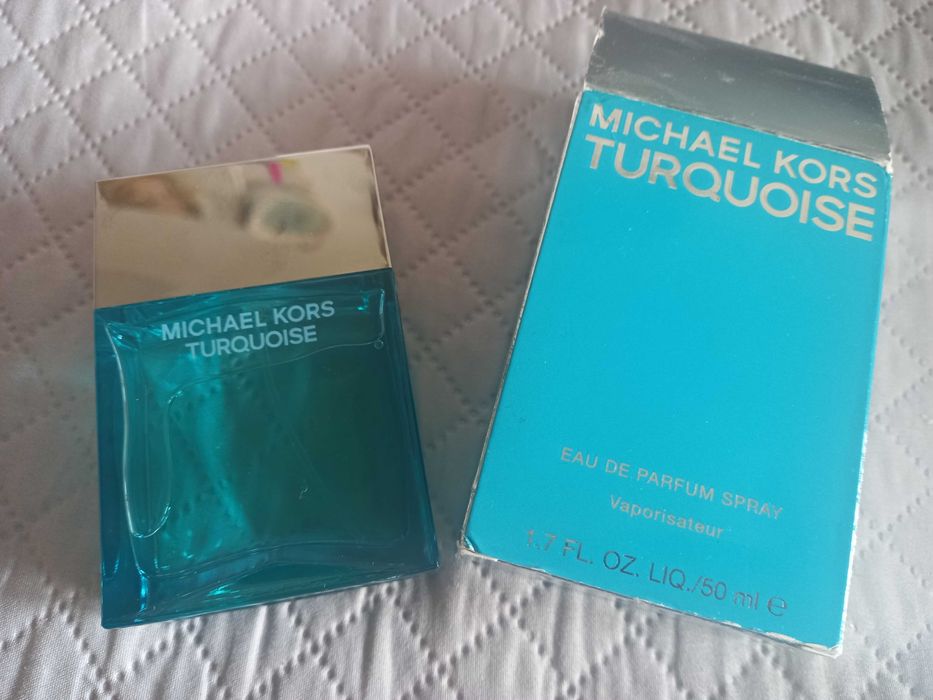 MICHAEL KORS
TURQUOISE
MICHAEL KORS
TURQUOISE
EAU DE PARFUM SPRAY
Vaporisateur
1.7 FL. OZ. LIQ./50 ml ℮